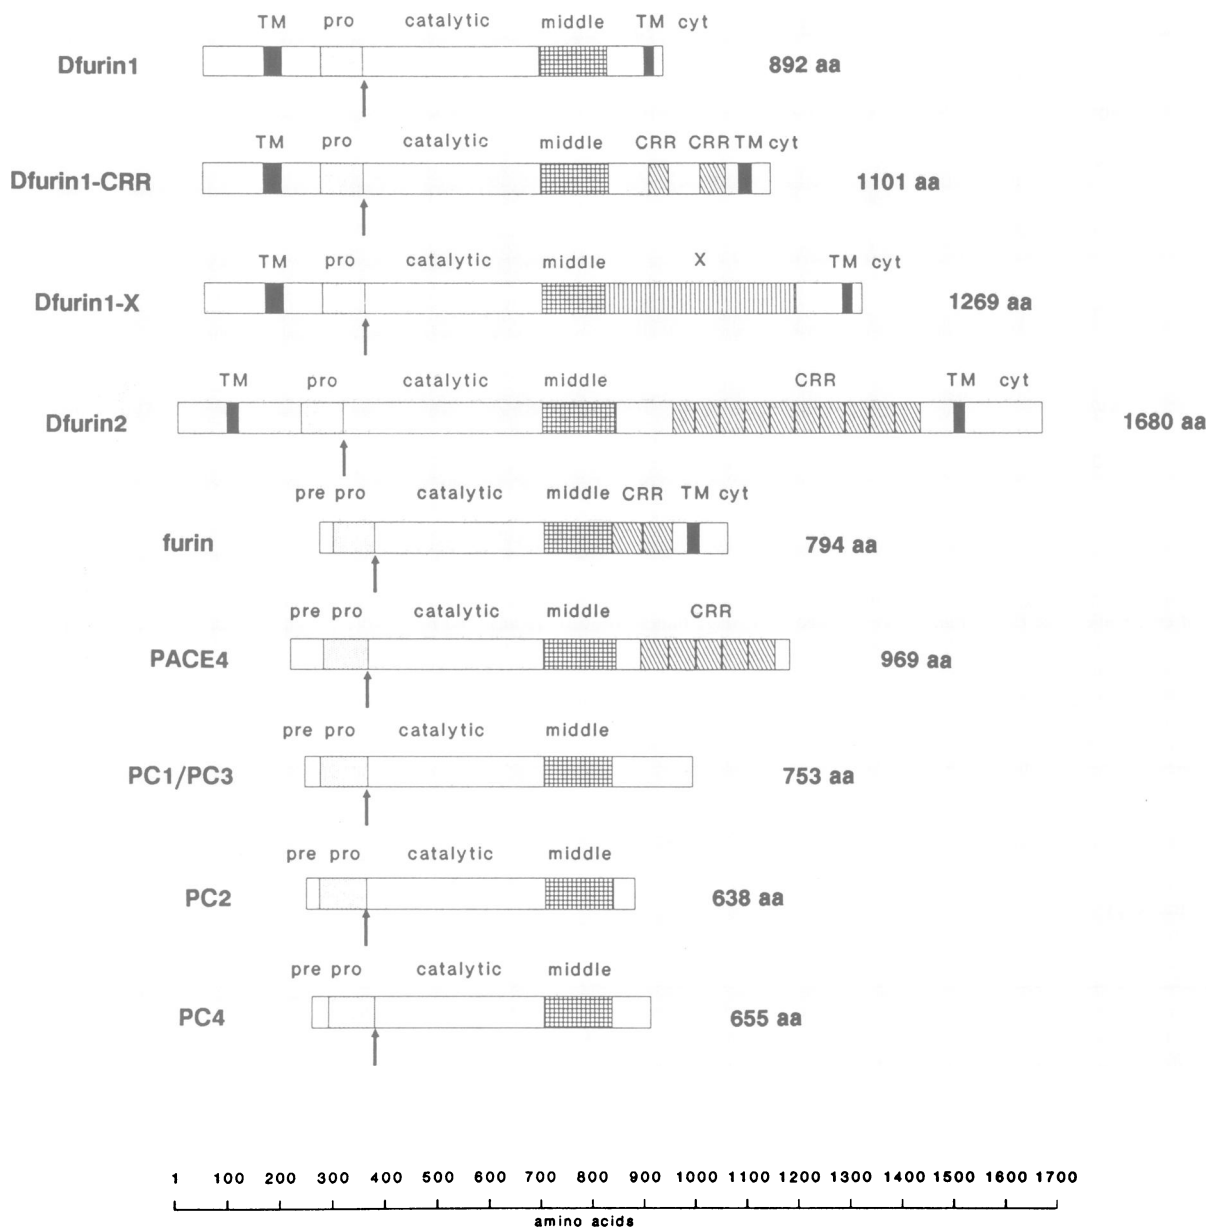 TM pro catalytic middle TM cyt
Dfurin1 892 aa
TM pro catalytic middle CRR CRR TM cyt
Dfurin1-CRR 1101 aa
TM pro catalytic middle X TM cyt
Dfurin1-X 1269 aa
TM pro catalytic middle CRR TM cyt
Dfurin2 1680 aa
pre pro catalytic middle CRR TM cyt
furin 794 aa
pre pro catalytic middle CRR
PACE4 969 aa
pre pro catalytic middle
PC1/PC3 753 aa
pre pro catalytic middle
PC2 638 aa
pre pro catalytic middle
PC4 655 aa
1 100 200 300 400 500 600 700 800 900 1000 1100 1200 1300 1400 1500 1600 1700
amino acids